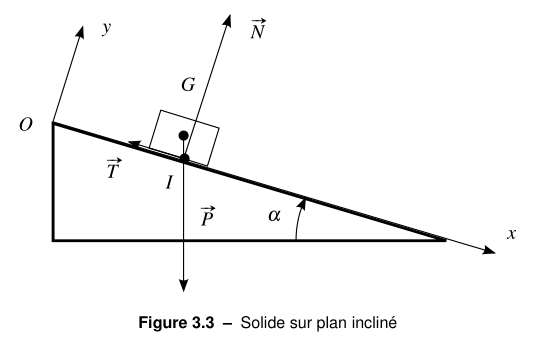 y
N⃗
G
O
T⃗
I
P⃗
α
x
Figure 3.3 – Solide sur plan incliné